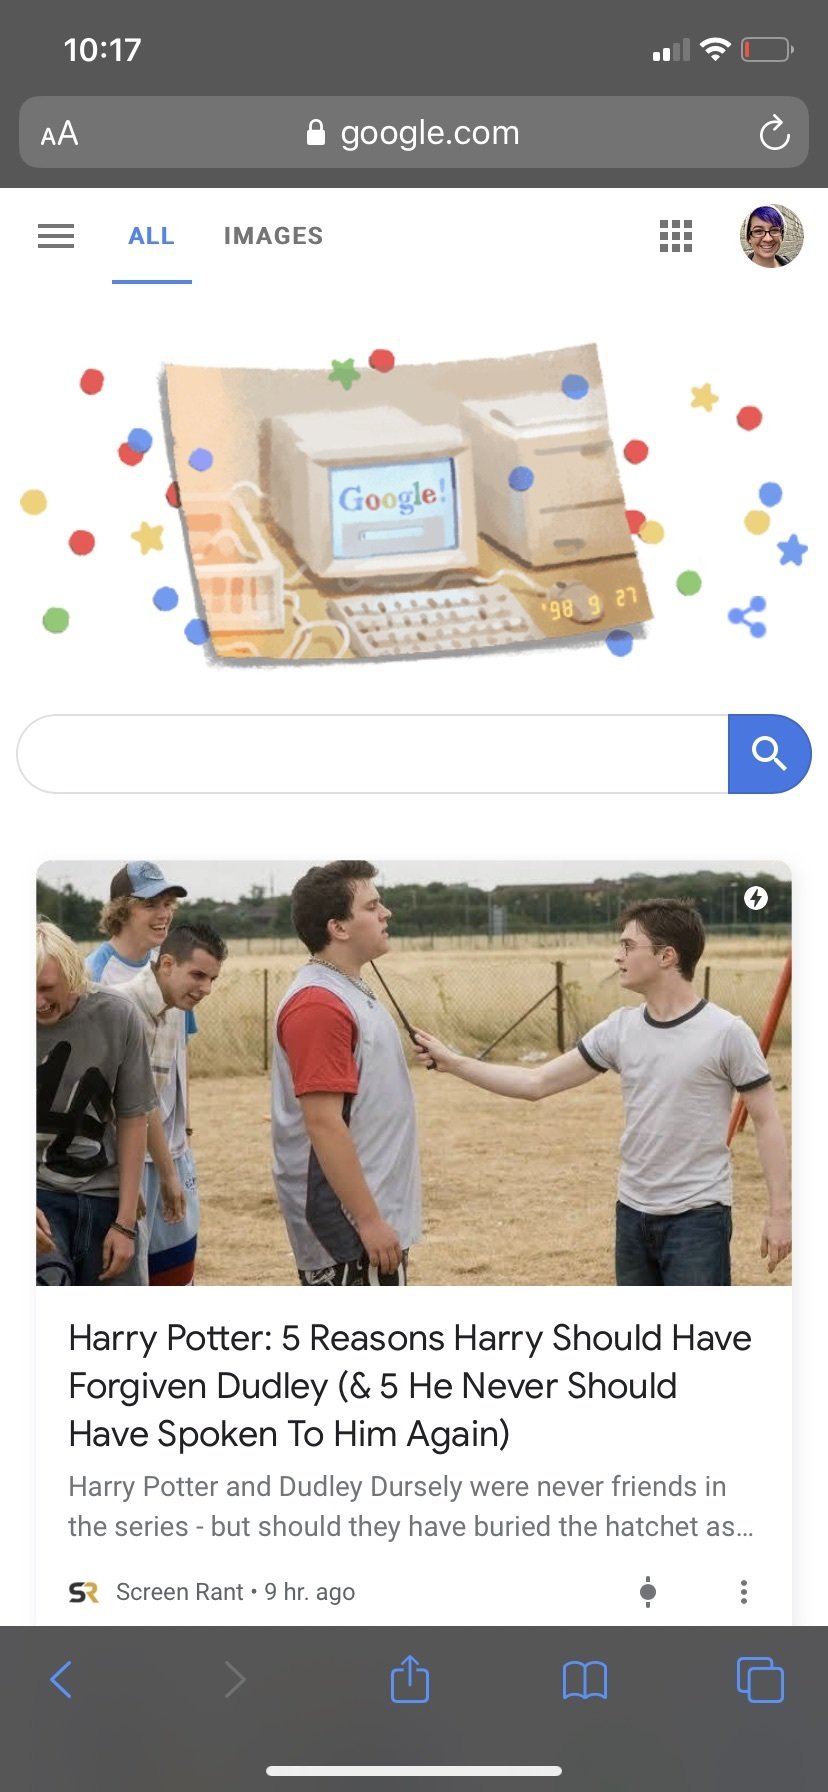 10:17
AA google.com
ALL IMAGES
Google!
'98 9 27
Harry Potter: 5 Reasons Harry Should Have
Forgiven Dudley (& 5 He Never Should
Have Spoken To Him Again)
Harry Potter and Dudley Dursely were never friends in
the series - but should they have buried the hatchet as...
SR Screen Rant • 9 hr. ago